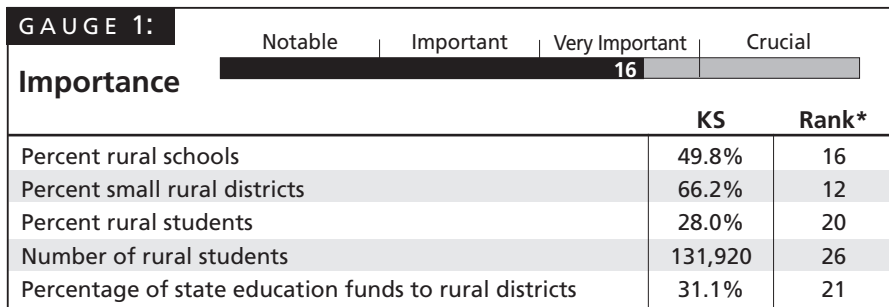 GAUGE 1:
Notable Important Very Important Crucial
Importance
16
KS Rank*
Percent rural schools 49.8% 16
Percent small rural districts 66.2% 12
Percent rural students 28.0% 20
Number of rural students 131,920 26
Percentage of state education funds to rural districts 31.1% 21